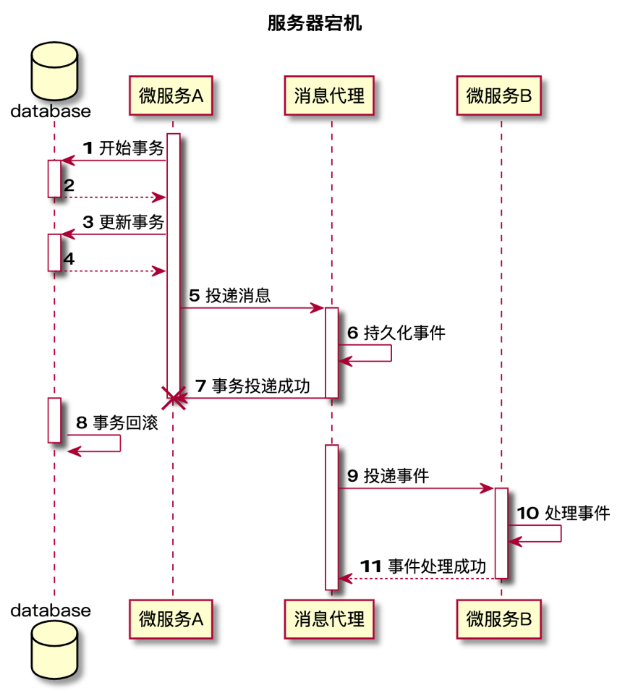 服务器宕机
database
微服务A
消息代理
微服务B
1 开始事务
2
3 更新事务
4
5 投递消息
6 持久化事件
7 事务投递成功
8 事务回滚
9 投递事件
10 处理事件
11 事件处理成功
database
微服务A
消息代理
微服务B